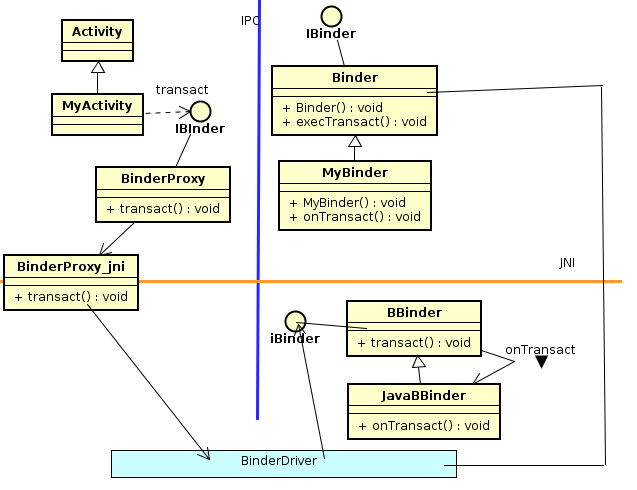 IPC
IBinder
Activity
transact
MyActivity
IBInder
Binder
+ Binder() : void
+ execTransact() : void
BinderProxy
+ transact() : void
MyBinder
+ MyBinder() : void
+ onTransact() : void
BinderProxy_jni
+ transact() : void
JNI
iBinder
BBinder
+ transact() : void
onTransact
JavaBBinder
+ onTransact() : void
BinderDriver